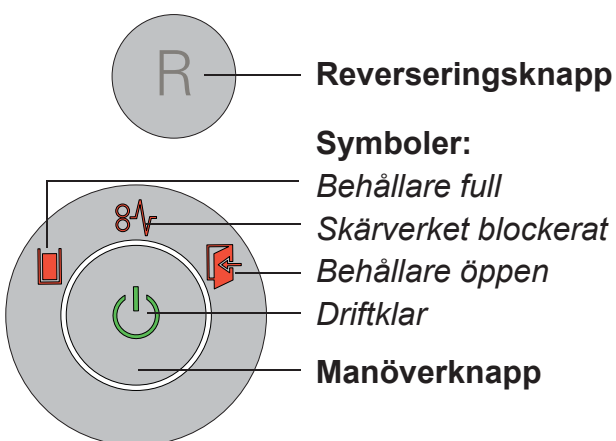 R
Reverseringsknapp
Symboler:
Behållare full
Skärverket blockerat
Behållare öppen
Driftklar
Manöverknapp